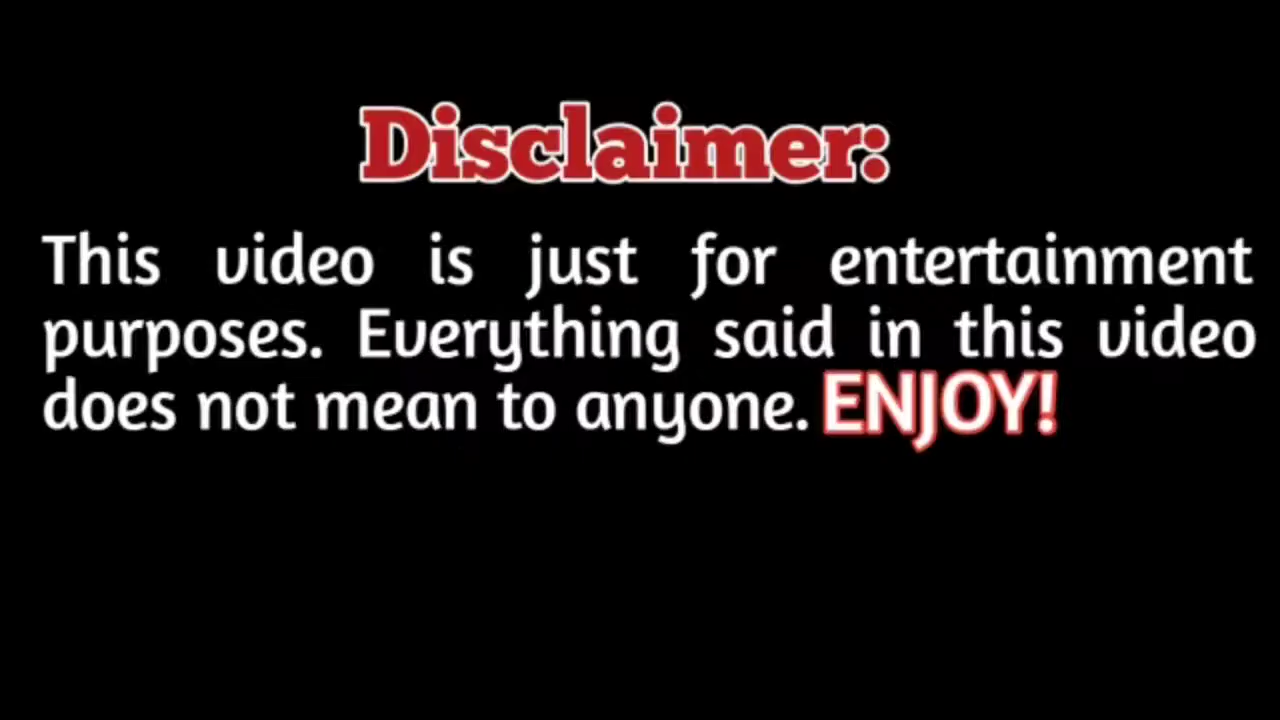 Disclaimer:
This video is just for entertainment
purposes. Everything said in this video
does not mean to anyone. ENJOY!